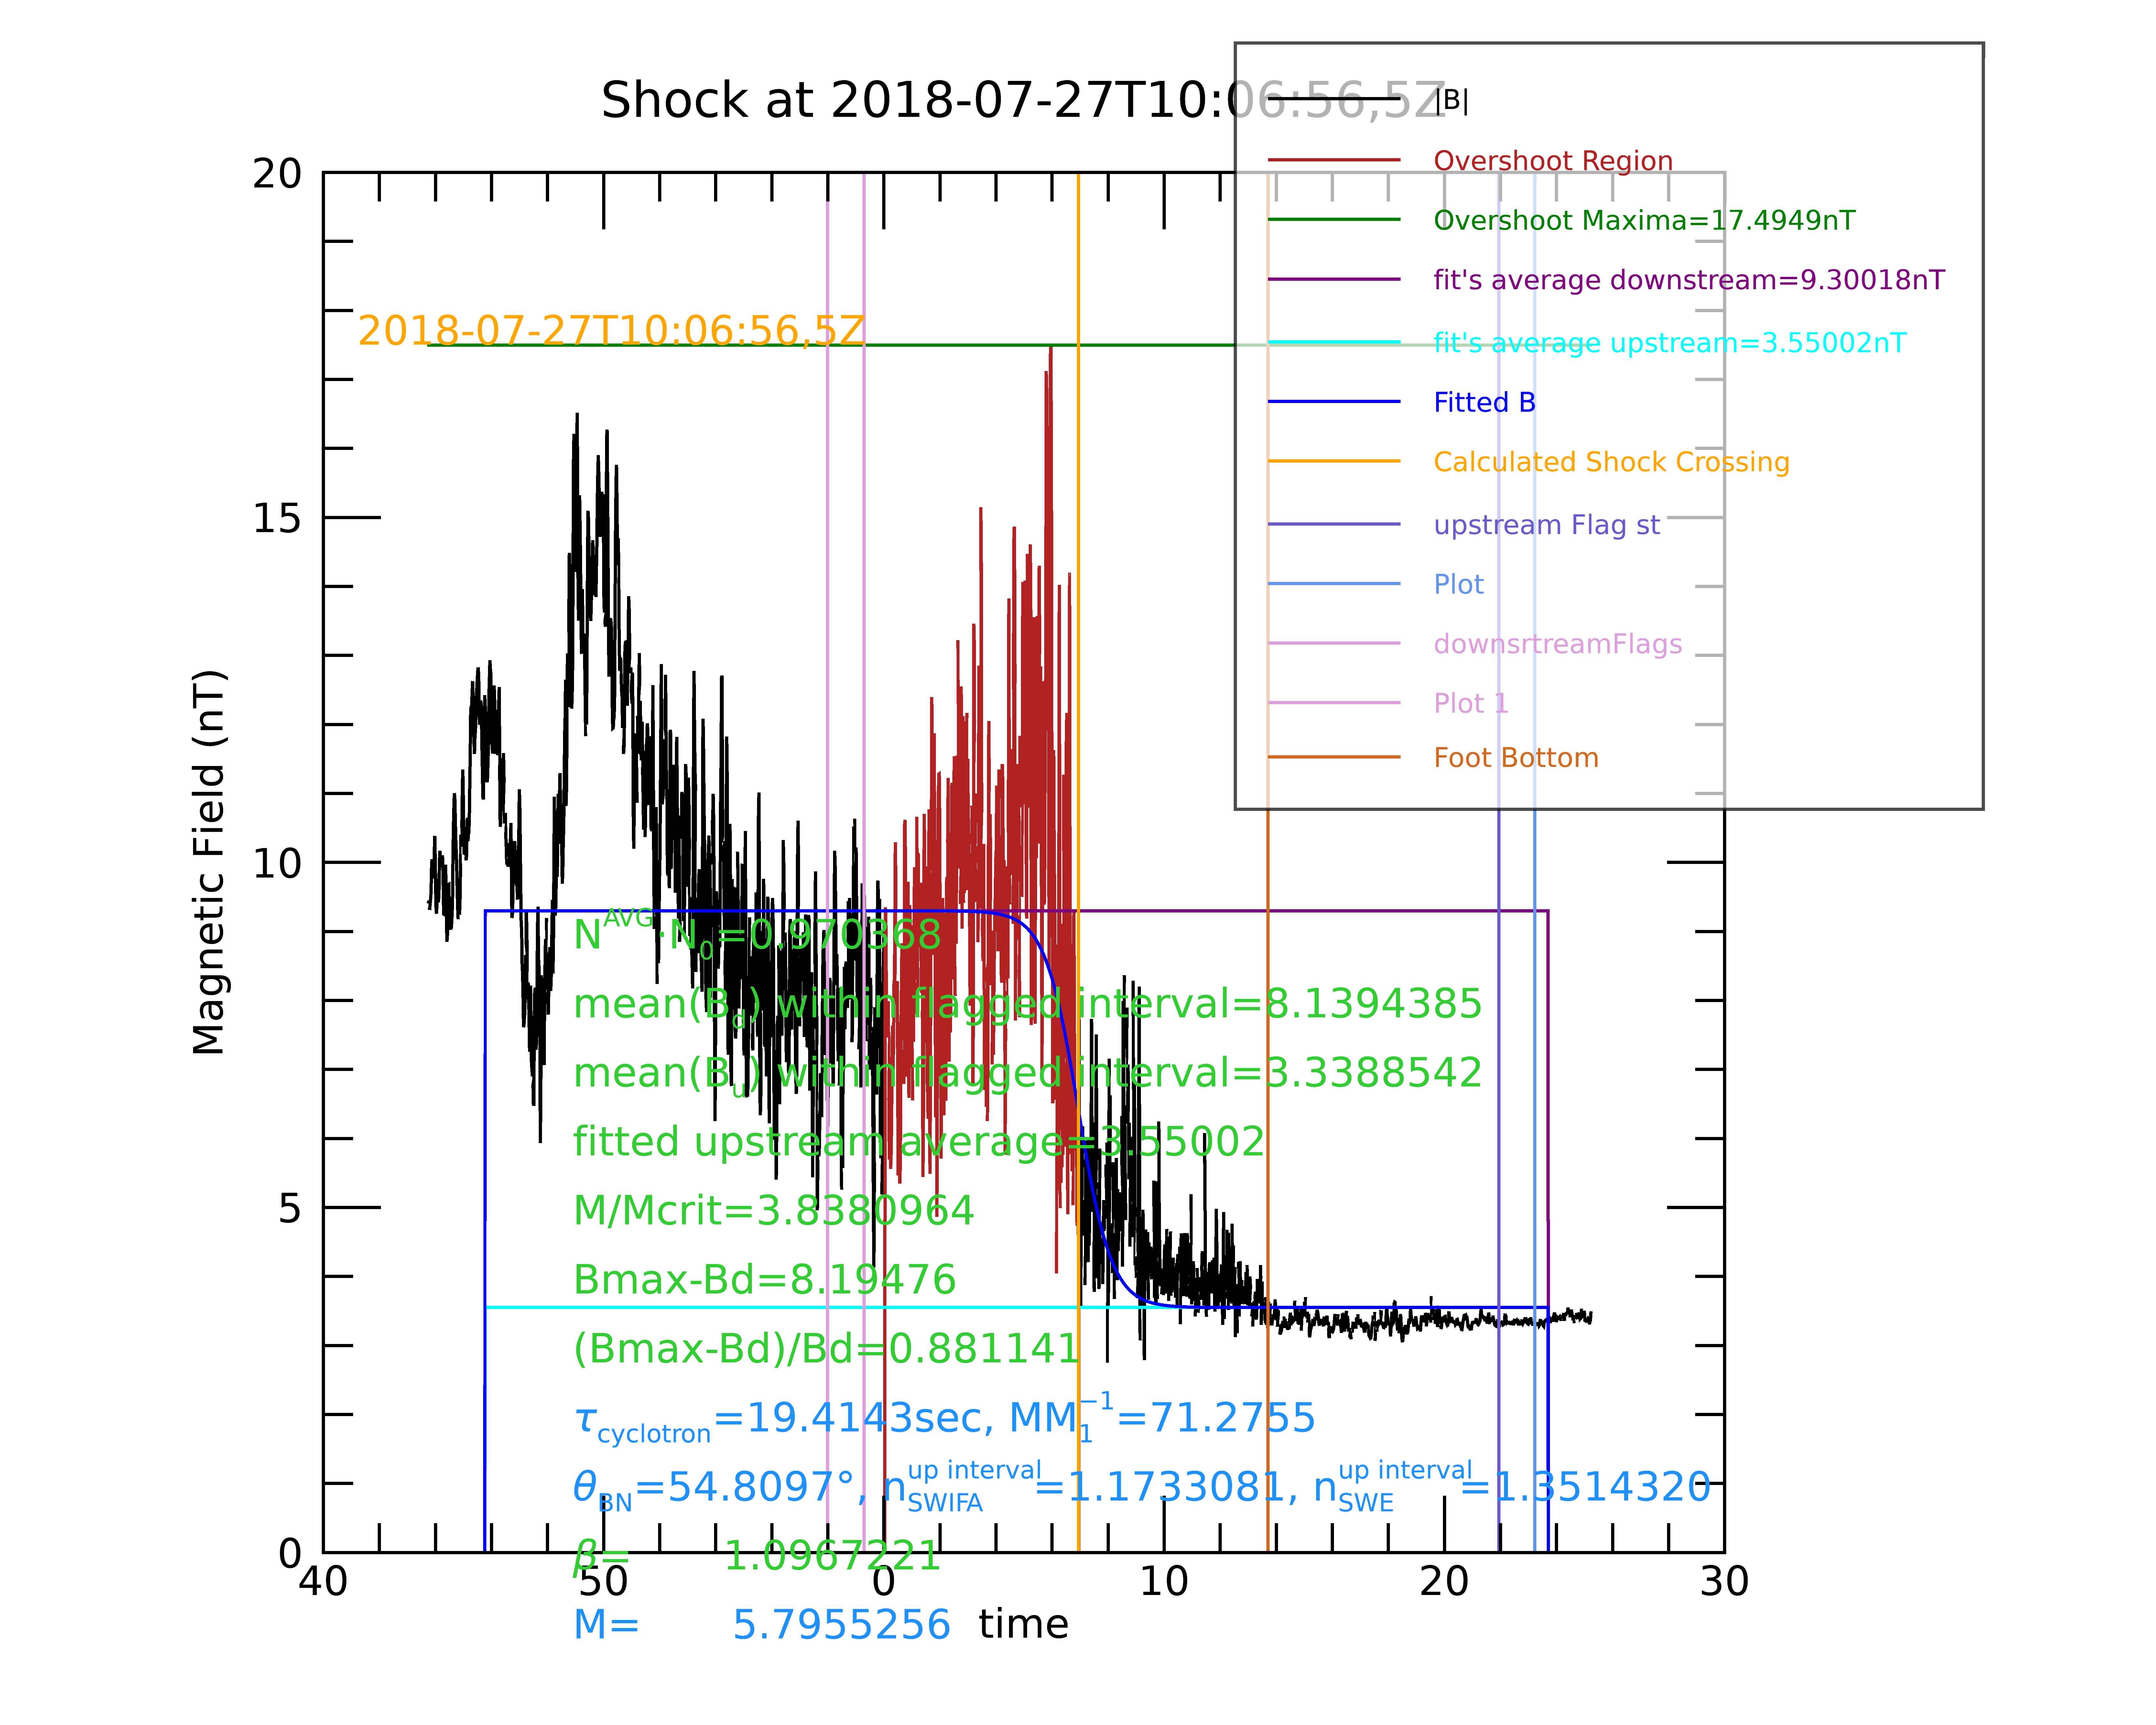 Shock at 2018-07-27T10:06:56,5Z
|B|
Overshoot Region
Overshoot Maxima=17.4949nT
fit's average downstream=9.30018nT
fit's average upstream=3.55002nT
Fitted B
Calculated Shock Crossing
upstream Flag st
Plot
downsrtreamFlags
Plot 1
Foot Bottom
2018-07-27T10:06:56,5Z
Magnetic Field (nT)
20
15
10
5
0
N^AVG·N_0=0.970368
mean(B_d) within flagged interval=8.1394385
mean(B_u) within flagged interval=3.3388542
fitted upstream average=3.55002
M/Mcrit=3.8380964
Bmax-Bd=8.19476
(Bmax-Bd)/Bd=0.881141
τ_cyclotron=19.4143sec, MM_1^−1=71.2755
θ_BN=54.8097°, n_SWIFA^up interval=1.1733081, n_SWE^up interval=1.3514320
β= 1.0967221
40 50 0 10 20 30
M= 5.7955256
time